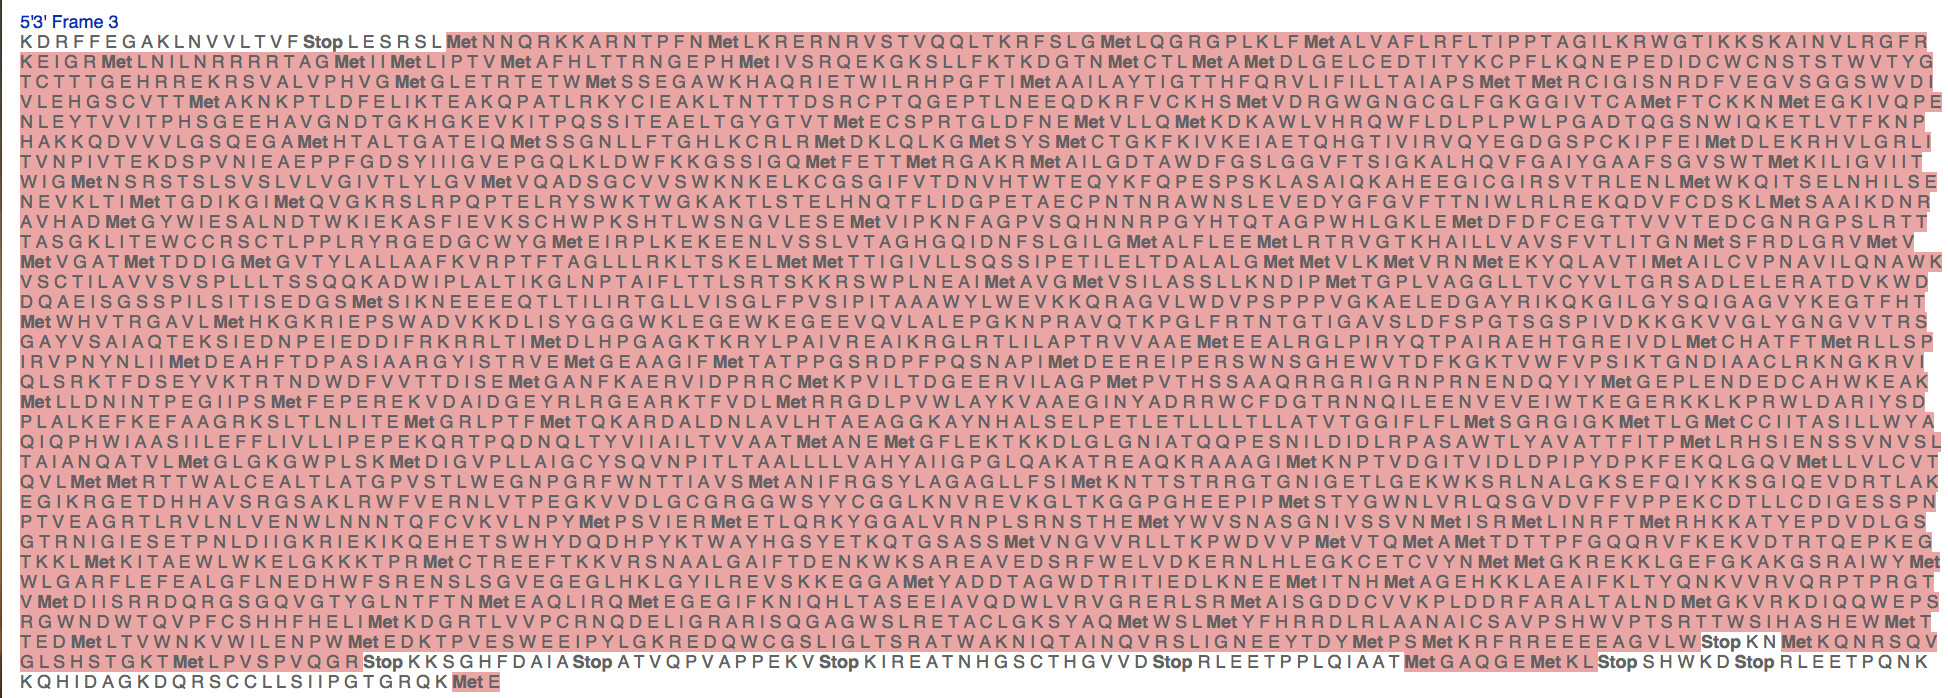 5'3' Frame 3
K D R F F E G A K L N V V L T V F Stop L E S R S L Met N N Q R K K A R N T P F N Met L K R E R N R V S T V Q Q L T K R F S L G Met L Q G R G P L K L F Met A L V A F L R F L T I P P T A G I L K R W G T I K K S K A I N V L R G F R
K E I G R Met L N I L N R R R R T A G Met I I Met L I P T V Met A F H L T T R N G E P H Met I V S R Q E K G K S L L F K T K D G T N Met C T L Met A Met D L G E L C E D T I T Y K C P F L K Q N E P E D I D C W C N S T S T W V T Y G
T C T T T G E H R R E K R S V A L V P H V G Met G L E T R T E T W Met S S E G A W K H A Q R I E T W I L R H P G F T I Met A A I L A Y T I G T T H F Q R V L I F I L L T A I A P S Met T Met R C I G I S N R D F V E G V S G G S W V D I
V L E H G S C V T T Met A K N K P T L D F E L I K T E A K Q P A T L R K Y C I E A K L T N T T T D S R C P T Q G E P T L N E E Q D K R F V C K H S Met V D R G W G N G C G L F G K G G I V T C A Met F T C K K N Met E G K I V Q P E
N L E Y T V V I T P H S G E E H A V G N D T G K H G K E V K I T P Q S S I T E A E L T G Y G T V T Met E C S P R T G L D F N E Met V L L Q Met K D K A W L V H R Q W F L D L P L P W L P G A D T Q G S N W I Q K E T L V T F K N P
H A K K Q D V V V L G S Q E G A Met H T A L T G A T E I Q Met S S G N L L F T G H L K C R L R Met D K L Q L K G Met S Y S Met C T G K F K I V K E I A E T Q H G T I V I R V Q Y E G D G S P C K I P F E I Met D L E K R H V L G R L I
T V N P I V T E K D S P V N I E A E P P F G D S Y I I I G V E P G Q L K L D W F K K G S S I G Q Met F E T T Met R G A K R Met A I L G D T A W D F G S L G G V F T S I G K A L H Q V F G A I Y G A A F S G V S W T Met K I L I G V I I T
W I G Met N S R S T S L S V S L V L V G I V T L Y L G V Met V Q A D S G C V V S W K N K E L K C G S G I F V T D N V H T W T E Q Y K F Q P E S P S K L A S A I Q K A H E E G I C G I R S V T R L E N L Met W K Q I T S E L N H I L S E
N E V K L T I Met T G D I K G I Met Q V G K R S L R P Q P T E L R Y S W K T W G K A K T L S T E L H N Q T F L I D G P E T A E C P N T N R A W N S L E V E D Y G F G V F T T N I W L R L R E K Q D V F C D S K L Met S A A I K D N R
A V H A D Met G Y W I E S A L N D T W K I E K A S F I E V K S C H W P K S H T L W S N G V L E S E Met V I P K N F A G P V S Q H N N R P G Y H T Q T A G P W H L G K L E Met D F D F C E G T T V V V T E D C G N R G P S L R T T
T A S G K L I T E W C C R S C T L P P L R Y R G E D G C W Y G Met E I R P L K E K E E N L V S S L V T A G H G Q I D N F S L G I L G Met A L F L E E Met L R T R V G T K H A I L L V A V S F V T L I T G N Met S F R D L G R V Met V
Met V G A T Met T D D I G Met G V T Y L A L L A A F K V R P T F T A G L L L R K L T S K E L Met Met T T I G I V L L S Q S S I P E T I L E L T D A L A L G Met Met V L K Met V R N Met E K Y Q L A V T I Met A I L C V P N A V I L Q N A W K
V S C T I L A V V S V S P L L L T S S Q Q K A D W I P L A L T I K G L N P T A I F L T T L S R T S K K R S W P L N E A I Met A V G Met V S I L A S S L L K N D I P Met T G P L V A G G L L T V C Y V L T G R S A D L E L E R A T D V K W D
D Q A E I S G S S P I L S I T I S E D G S Met S I K N E E E E Q T L T I L I R T G L L V I S G L F P V S I P I T A A A W Y L W E V K K Q R A G V L W D V P S P P P V G K A E L E D G A Y R I K Q K G I L G Y S Q I G A G V Y K E G T F H T
Met W H V T R G A V L Met H K G K R I E P S W A D V K K D L I S Y G G G W K L E G E W K E G E E V Q V L A L E P G K N P R A V Q T K P G L F R T N T G T I G A V S L D F S P G T S G S P I V D K K G K V V G L Y G N G V V T R S
G A Y V S A I A Q T E K S I E D N P E I E D D I F R K R R L T I Met D L H P G A G K T K R Y L P A I V R E A I K R G L R T L I L A P T R V V A A E Met E E A L R G L P I R Y Q T P A I R A E H T G R E I V D L Met C H A T F T Met R L L S P
I R V P N Y N L I I Met D E A H F T D P A S I A A R G Y I S T R V E Met G E A A G I F Met T A T P P G S R D P F P Q S N A P I Met D E E R E I P E R S W N S G H E W V T D F K G K T V W F V P S I K T G N D I A A C L R K N G K R V I
Q L S R K T F D S E Y V K T R T N D W D F V V T T D I S E Met G A N F K A E R V I D P R R C Met K P V I L T D G E E R V I L A G P Met P V T H S S A A Q R R G R I G R N P R N E N D Q Y I Y Met G E P L E N D E D C A H W K E A K
Met L L D N I N T P E G I I P S Met F E P E R E K V D A I D G E Y R L R G E A R K T F V D L Met R R G D L P V W L A Y K V A A E G I N Y A D R R W C F D G T R N N Q I L E E N V E V E I W T K E G E R K K L K P R W L D A R I Y S D
P L A L K E F K E F A A G R K S L T L N L I T E Met G R L P T F Met T Q K A R D A L D N L A V L H T A E A G G K A Y N H A L S E L P E T L E T L L L L T L L A T V T G G I F L F L Met S G R G I G K Met T L G Met C C I I T A S I L L W Y A
Q I Q P H W I A A S I I L E F F L I V L L I P E P E K Q R T P Q D N Q L T Y V I I A I L T V V A A T Met A N E Met G F L E K T K K D L G L G N I A T Q Q P E S N I L D I D L R P A S A W T L Y A V A T T F I T P Met L R H S I E N S S V N V S L
T A I A N Q A T V L Met G L G K G W P L S K Met D I G V P L L A I G C Y S Q V N P I T L T A A L L L L V A H Y A I I G P G L Q A K A T R E A Q K R A A A G I Met K N P T V D G I T V I D L D P I P Y D P K F E K Q L G Q V Met L L V L C V T
Q V L Met Met R T T W A L C E A L T L A T G P V S T L W E G N P G R F W N T T I A V S Met A N I F R G S Y L A G A G L L F S I Met K N T T S T R R G T G N I G E T L G E K W K S R L N A L G K S E F Q I Y K K S G I Q E V D R T L A K
E G I K R G E T D H H A V S R G S A K L R W F V E R N L V T P E G K V V D L G C G R G G W S Y Y C G G L K N V R E V K G L T K G G P G H E E P I P Met S T Y G W N L V R L Q S G V D V F F V P P E K C D T L L C D I G E S S P N
P T V E A G R T L R V L N L V E N W L N N N T Q F C V K V L N P Y Met P S V I E R Met E T L Q R K Y G G A L V R N P L S R N S T H E Met Y W V S N A S G N I V S S V N Met I S R Met L I N R F T Met R H K K A T Y E P D V D L G S
G T R N I G I E S E T P N L D I I G K R I E K I K Q E H E T S W H Y D Q D H P Y K T W A Y H G S Y E T K Q T G S A S S Met V N G V V R L L T K P W D V V P Met V T Q Met A Met T D T T P F G Q Q R V F K E K V D T R T Q E P K E G
T K K L Met K I T A E W L W K E L G K K K T P R Met C T R E E F T K K V R S N A A L G A I F T D E N K W K S A R E A V E D S R F W E L V D K E R N L H L E G K C E T C V Y N Met Met G K R E K K L G E F G K A K G S R A I W Y Met
W L G A R F L E F E A L G F L N E D H W F S R E N S L S G V E G E G L H K L G Y I L R E V S K K E G G A Met Y A D D T A G W D T R I T I E D L K N E E Met I T N H Met A G E H K K L A E A I F K L T Y Q N K V V R V Q R P T P R G T
V Met D I I S R R D Q R G S G Q V G T Y G L N T F T N Met E A Q L I R Q Met E G E G I F K N I Q H L T A S E E I A V Q D W L V R V G R E R L S R Met A I S G D D C V V K P L D D R F A R A L T A L N D Met G K V R K D I Q Q W E P S
R G W N D W T Q V P F C S H H F H E L I Met K D G R T L V V P C R N Q D E L I G R A R I S Q G A G W S L R E T A C L G K S Y A Q Met W S L Met Y F H R R D L R L A A N A I C S A V P S H W V P T S R T T W S I H A S H E W Met T
T E D Met L T V W N K V W I L E N P W Met E D K T P V E S W E E I P Y L G K R E D Q W C G S L I G L T S R A T W A K N I Q T A I N Q V R S L I G N E E Y T D Y Met P S Met K R F R R E E E E A G V L W Stop K N Met K Q N R S Q V
G L S H S T G K T Met L P V S P V Q G R Stop K K S G H F D A I A Stop A T V Q P V A P P E K V Stop K I R E A T N H G S C T H G V V D Stop R L E E T P P L Q I A A T Met G A Q G E Met K L Stop S H W K D Stop R L E E T P Q N K
K Q H I D A G K D Q R S C C L L S I I P G T G R Q K Met E